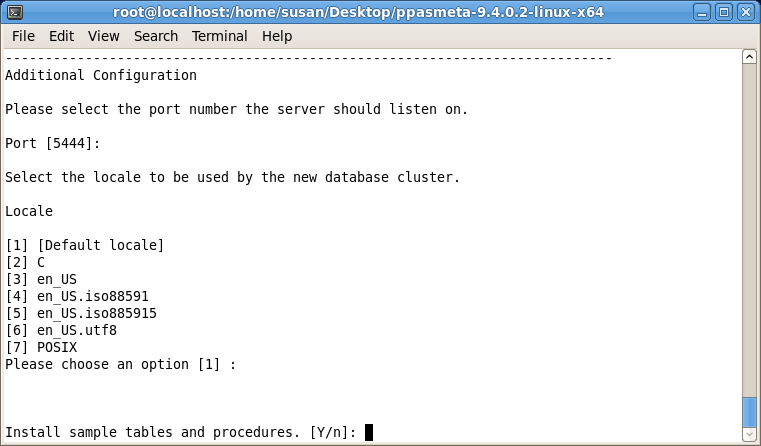 root@localhost:/home/susan/Desktop/ppasmeta-9.4.0.2-linux-x64
File Edit View Search Terminal Help
----------------------------------------------------------------------------
Additional Configuration
Please select the port number the server should listen on.
Port [5444]:
Select the locale to be used by the new database cluster.
Locale
[1] [Default locale]
[2] C
[3] en_US
[4] en_US.iso88591
[5] en_US.iso885915
[6] en_US.utf8
[7] POSIX
Please choose an option [1] :
Install sample tables and procedures. [Y/n]: